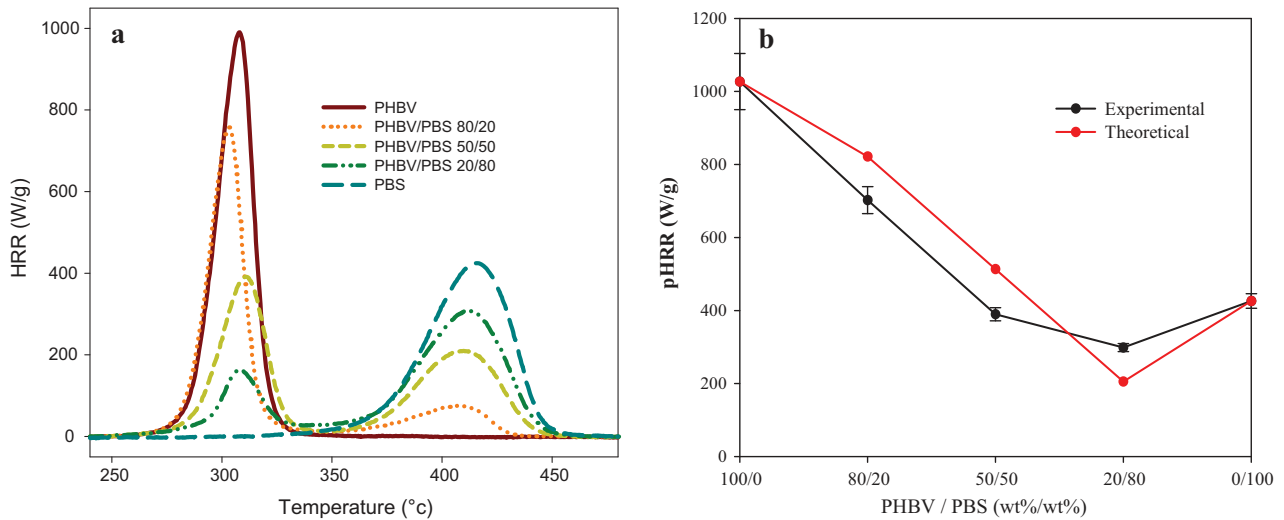 a
1000
800
600
400
200
0
HRR (W/g)
250
300
350
400
450
Temperature (°c)
PHBV
PHBV/PBS 80/20
PHBV/PBS 50/50
PHBV/PBS 20/80
PBS
b
1200
1000
800
600
400
200
0
pHRR (W/g)
100/0
80/20
50/50
20/80
0/100
PHBV / PBS (wt%/wt%)
Experimental
Theoretical